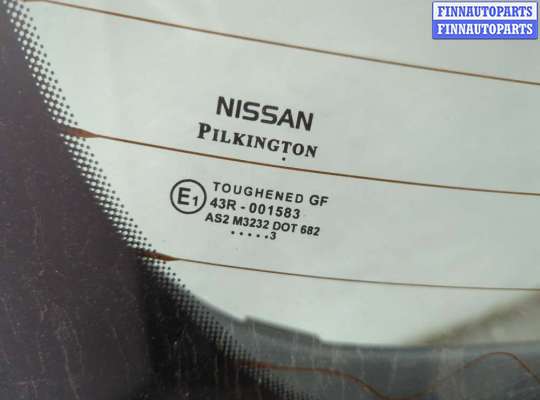 FINNAUTOPARTS
FINNAUTOPARTS
NISSAN
PILKINGTON
E1 TOUGHENED GF
43R - 001583
AS2 M3232 DOT 682
.....3